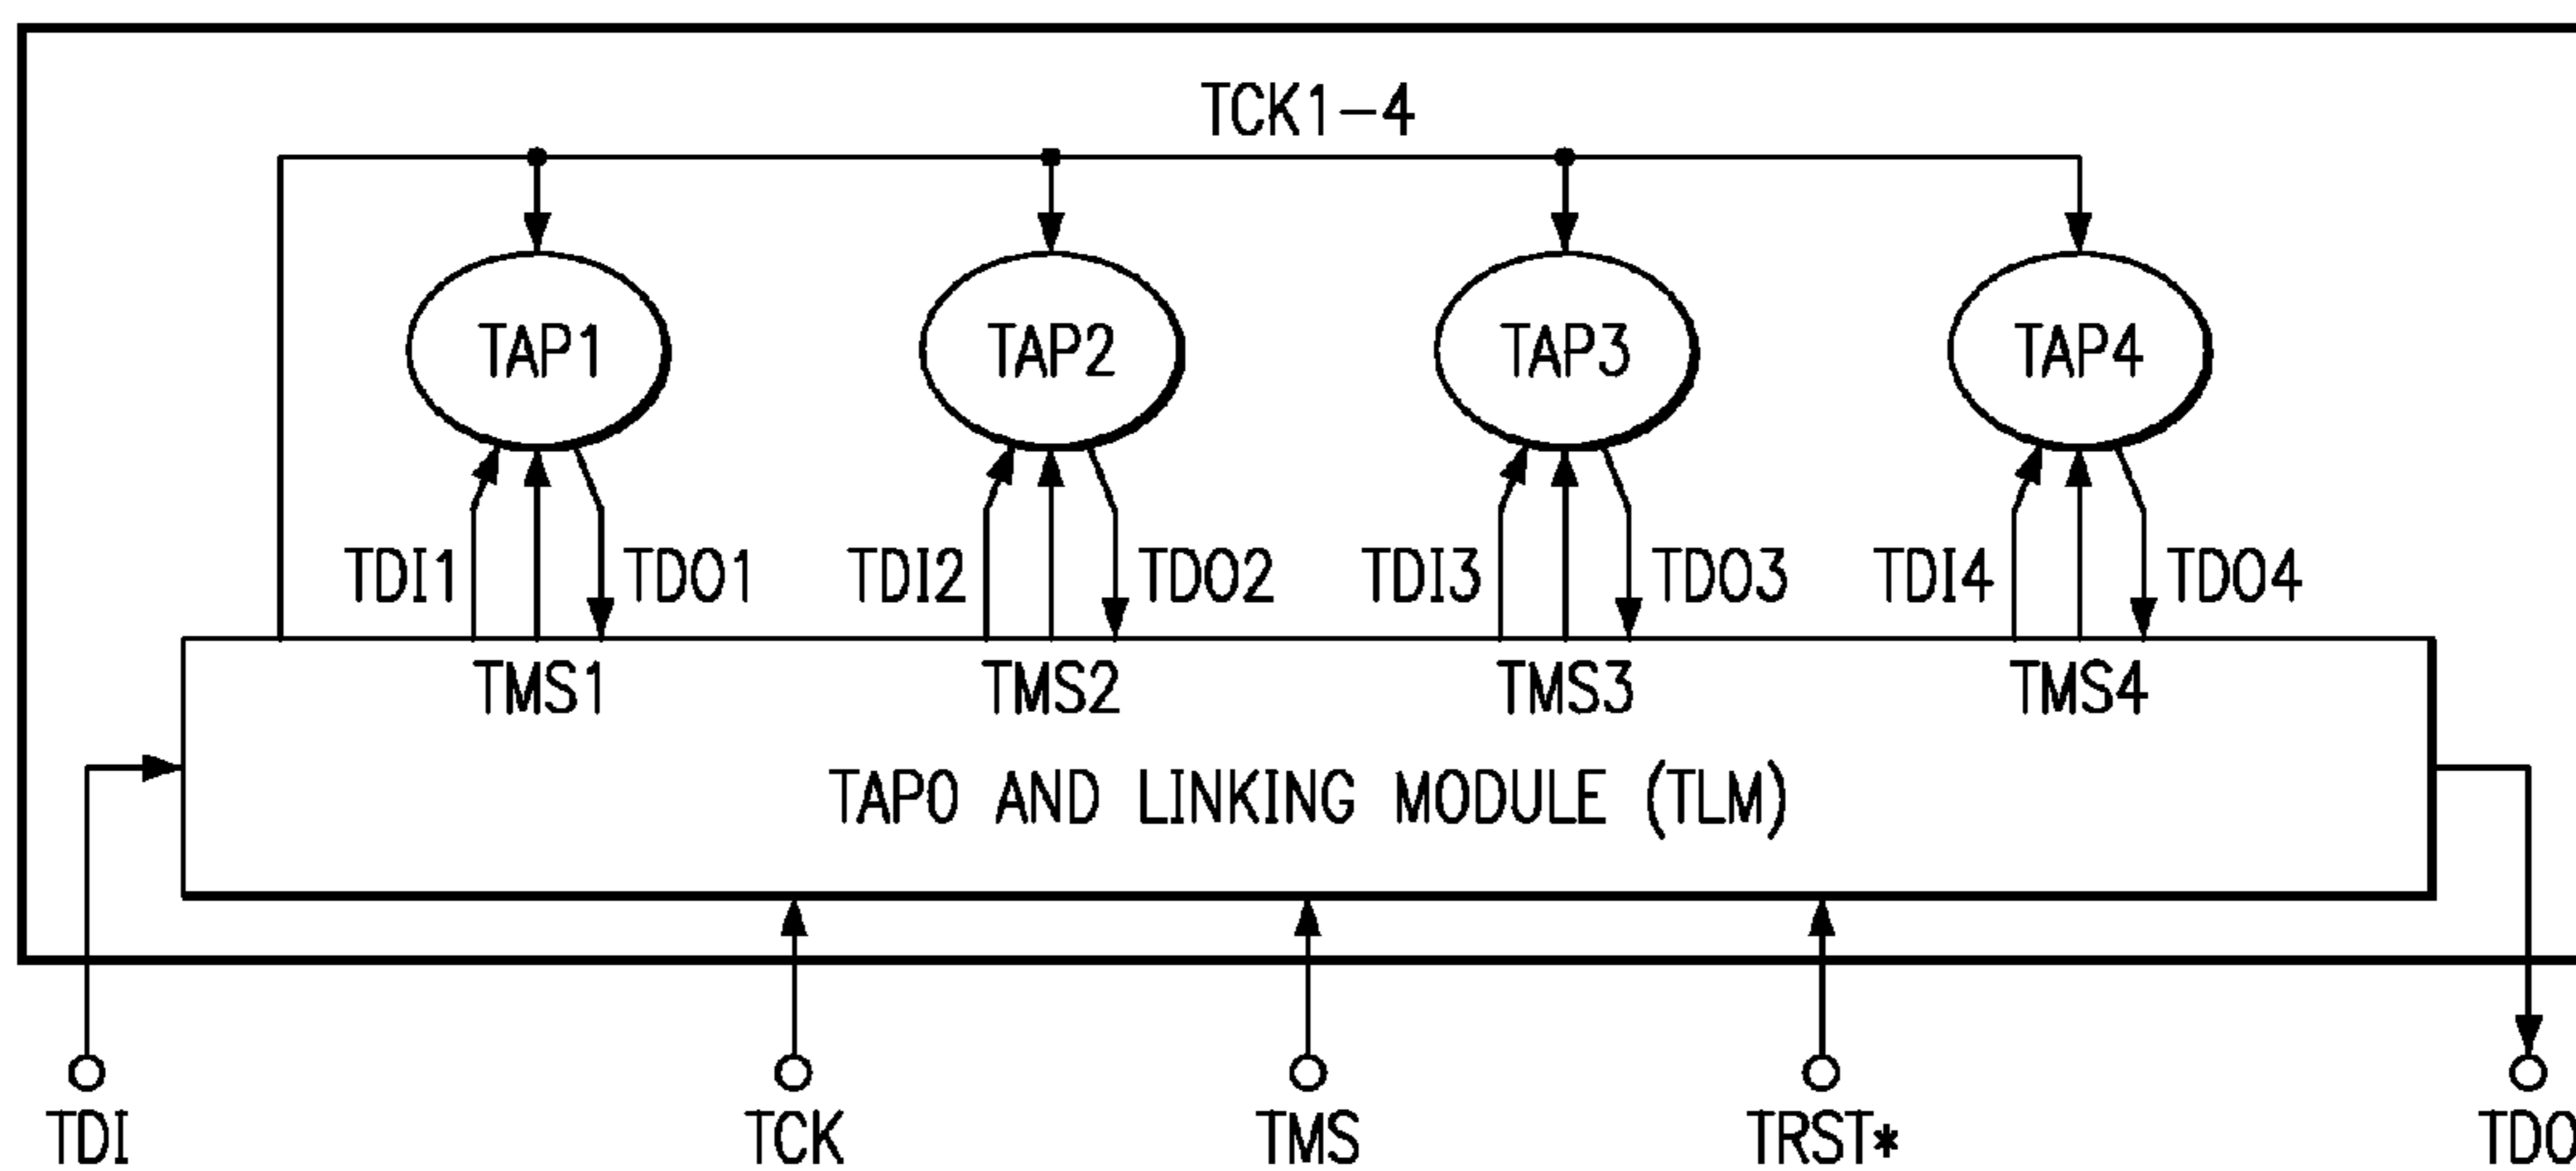 TCK1-4
TAP1 TAP2 TAP3 TAP4
TDI1 TDO1 TDI2 TDO2 TDI3 TDO3 TDI4 TDO4
TMS1 TMS2 TMS3 TMS4
TAP0 AND LINKING MODULE (TLM)
TDI TCK TMS TRST* TDO